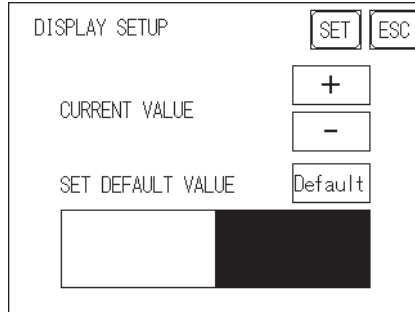 DISPLAY SETUP SET ESC
+
CURRENT VALUE
-
SET DEFAULT VALUE Default